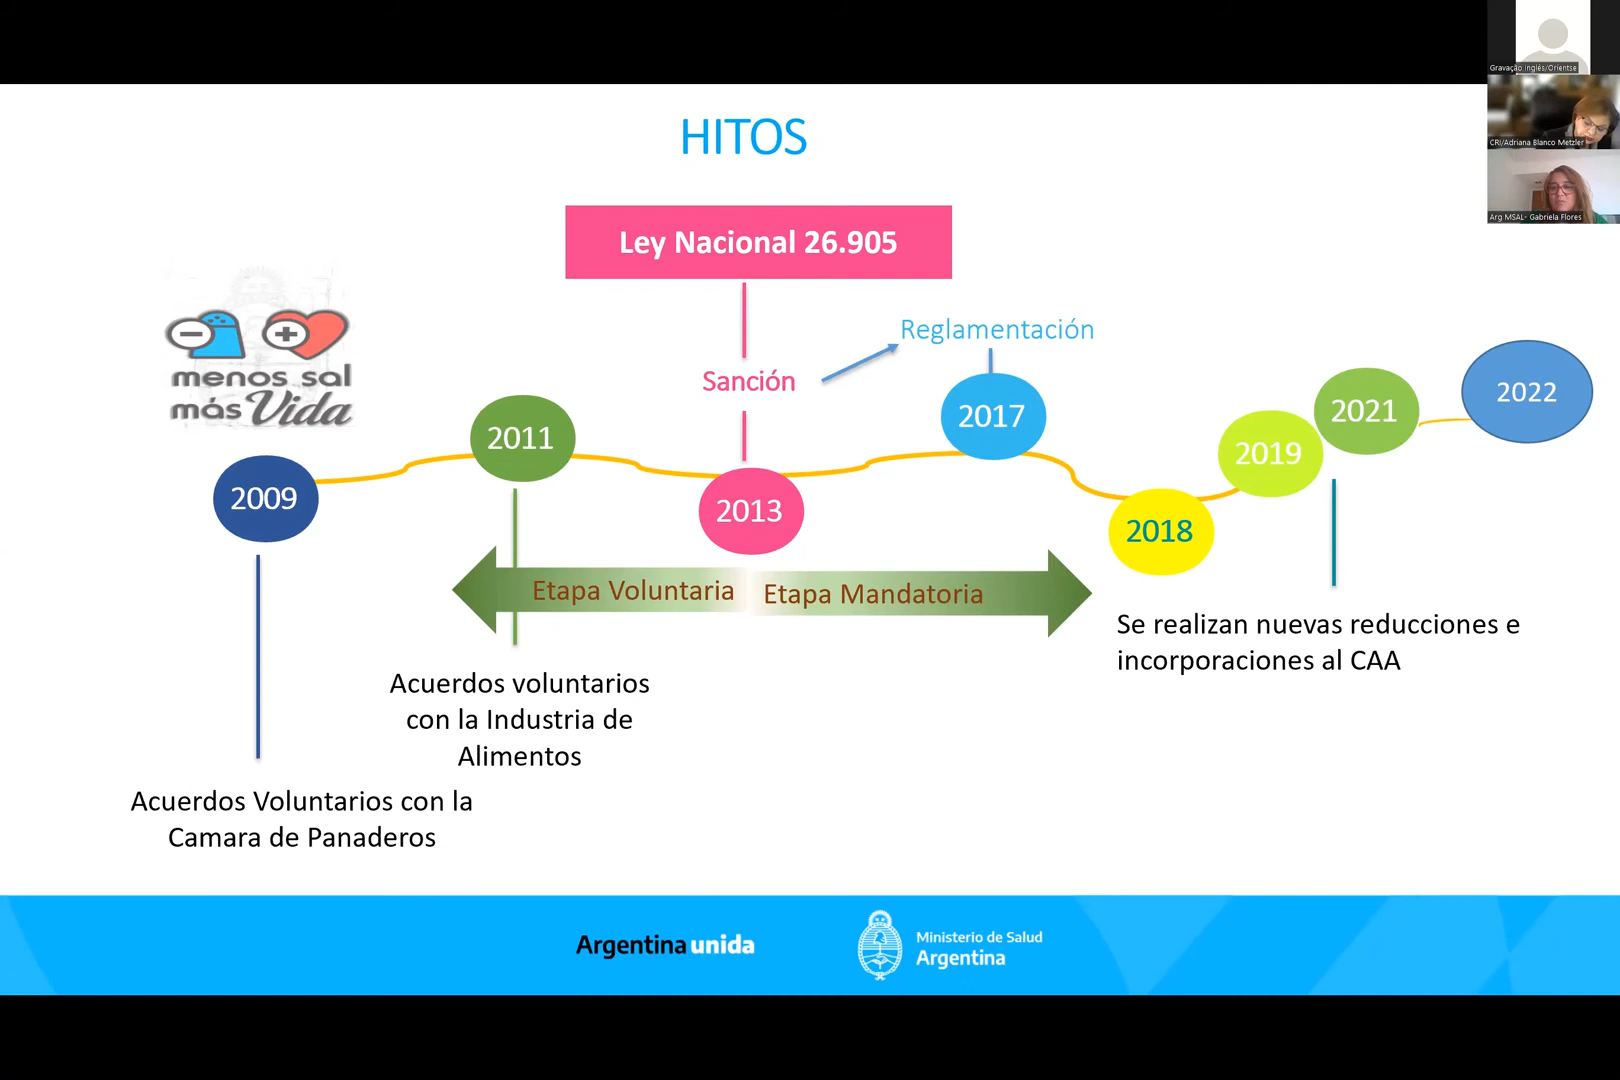 HITOS
Ley Nacional 26.905
Reglamentación
Sanción
menos sal
más Vida
2009
2011
2013
2017
2018
2019
2021
2022
Etapa Voluntaria
Etapa Mandatoria
Se realizan nuevas reducciones e
incorporaciones al CAA
Acuerdos voluntarios
con la Industria de
Alimentos
Acuerdos Voluntarios con la
Camara de Panaderos
Argentina unida
Ministerio de Salud
Argentina
Gravação Inglés/Orientse
CRI/Adriana Blanco Metzler
Arg MSAL- Gabriela Flores